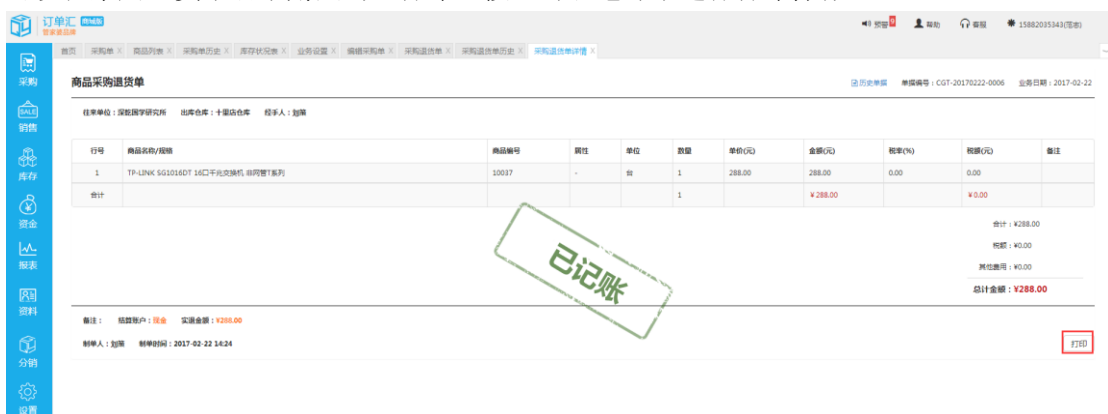 订单汇 商城版
管家婆品牌
预警 帮助 客服 15882035343(范志)
首页 采购单 X 商品列表 X 采购单历史 X 库存状况表 X 业务设置 X 编辑采购单 X 采购退货单 X 采购退货单历史 X 采购退货单详情 X
采购
SALE
销售
库存
资金
报表
资料
分销
设置
商品采购退货单
历史单据 单据编号：CGT-20170222-0006 业务日期：2017-02-22
往来单位：深乾国学研究所 出库仓库：十里店仓库 经手人：刘萍
行号 商品名称/规格 商品编号 属性 单位 数量 单价(元) 金额(元) 税率(%) 税额(元) 备注
1 TP-LINK SG1016DT 16口千兆交换机 非网管T系列 10037 - 台 1 288.00 288.00 0.00 0.00
合计 1 ¥288.00 ¥0.00
合计：¥288.00
税额：¥0.00
其他费用：¥0.00
总计金额：¥288.00
已记账
备注： 结算账户：现金 实退金额：¥288.00
制单人：刘萍 制单时间：2017-02-22 14:24
打印